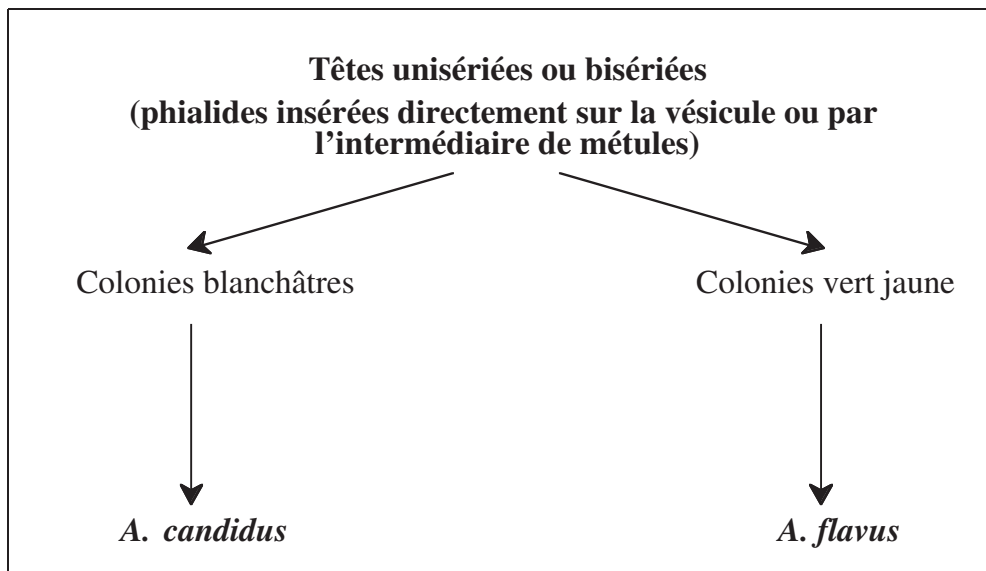 Têtes unisériées ou bisériées
(phialides insérées directement sur la vésicule ou par
l’intermédiaire de métules)
Colonies blanchâtres
Colonies vert jaune
A. candidus
A. flavus